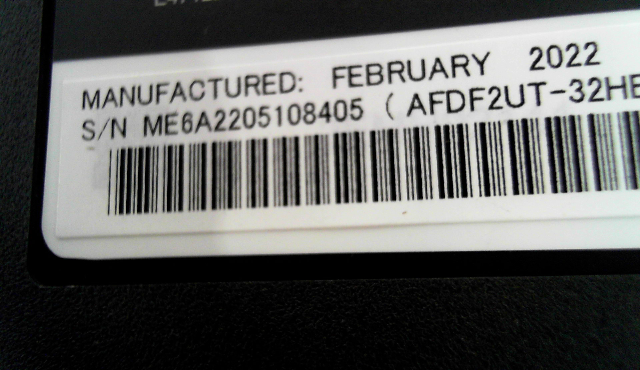 MANUFACTURED: FEBRUARY 2022
S/N ME6A2205108405 ( AFDF2UT-32HE